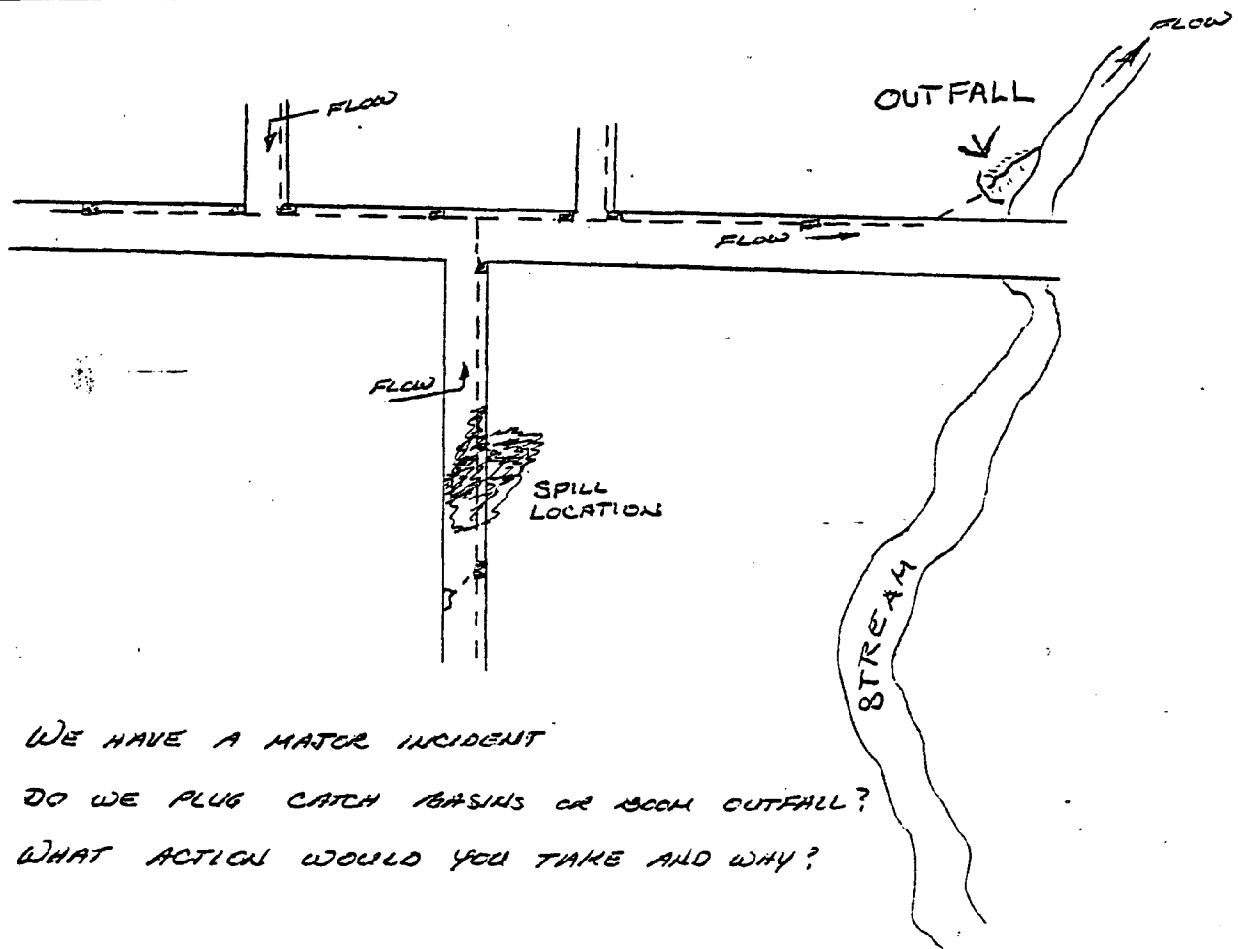 FLOW
OUTFALL
FLOW
FLOW
FLOW
SPILL
LOCATION
STREAM
WE HAVE A MAJOR INCIDENT
DO WE PLUG CATCH BASINS OR BOOM OUTFALL?
WHAT ACTION WOULD YOU TAKE AND WHY?